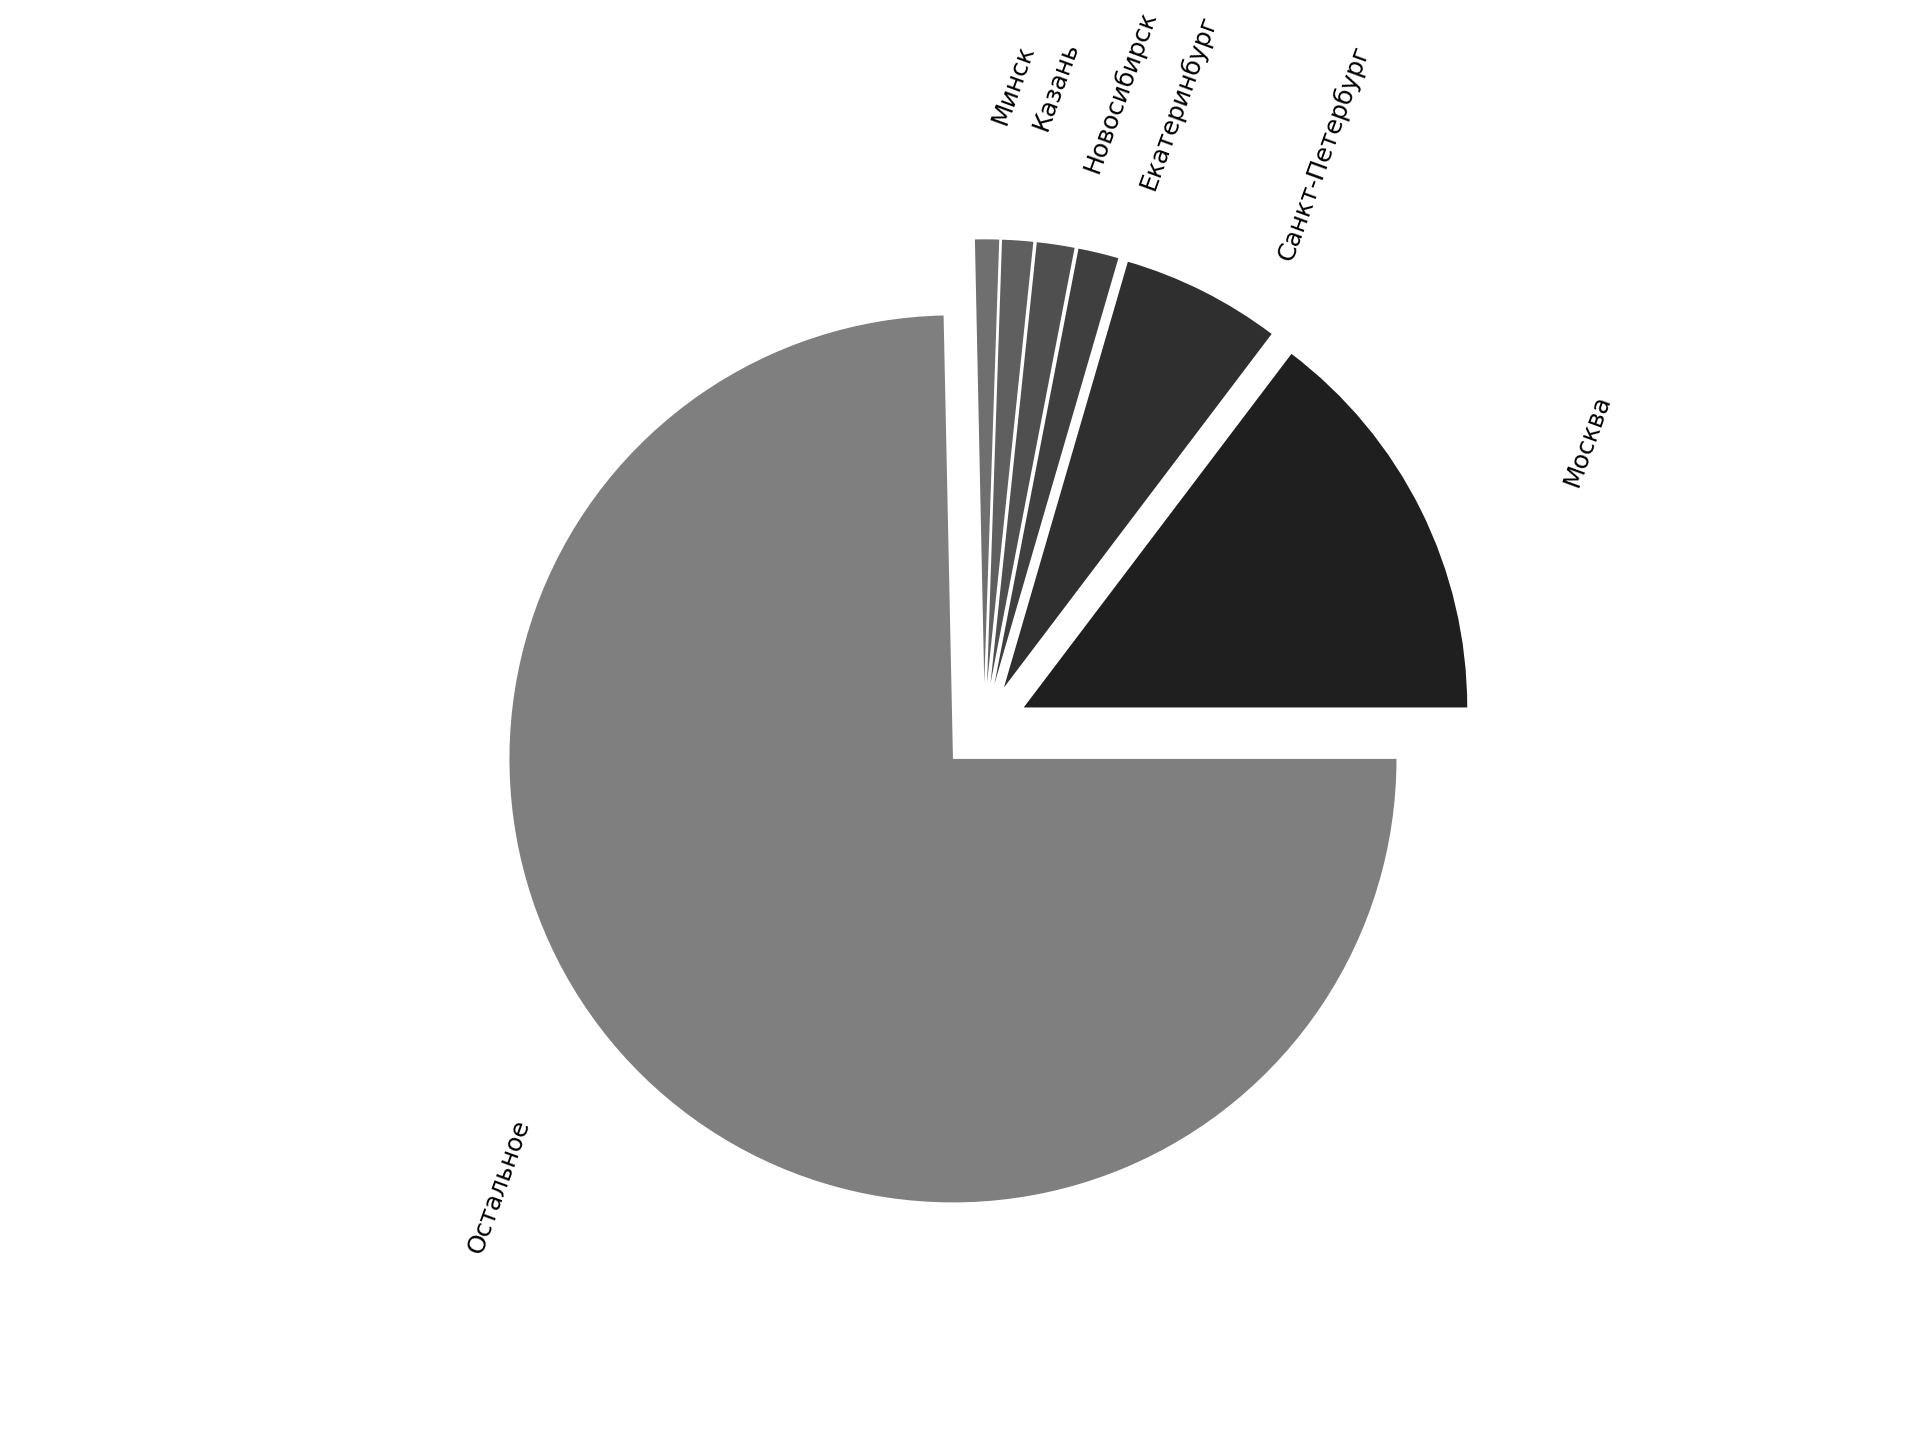 Минск
Казань
Новосибирск
Екатеринбург
Санкт-Петербург
Москва
Остальное